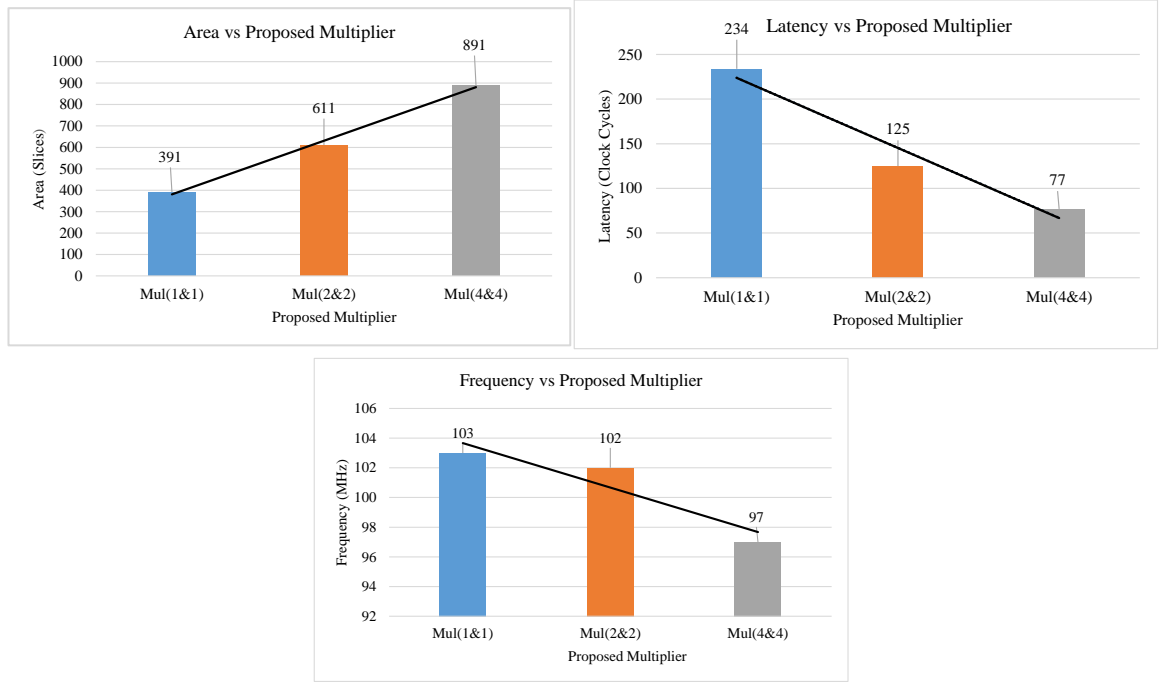 Area vs Proposed Multiplier
Area (Slices)
1000
900
800
700
600
500
400
300
200
100
0
391
611
891
Mul(1&1)
Mul(2&2)
Mul(4&4)
Proposed Multiplier
Latency vs Proposed Multiplier
Latency (Clock Cycles)
250
200
150
100
50
0
234
125
77
Mul(1&1)
Mul(2&2)
Mul(4&4)
Proposed Multiplier
Frequency vs Proposed Multiplier
Frequency (MHz)
106
104
102
100
98
96
94
92
103
102
97
Mul(1&1)
Mul(2&2)
Mul(4&4)
Proposed Multiplier